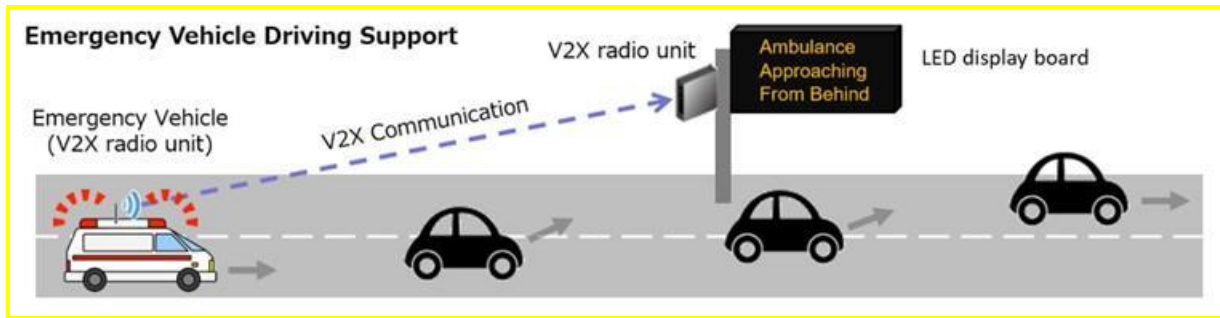 Emergency Vehicle Driving Support
V2X radio unit
Ambulance
Approaching
From Behind
LED display board
Emergency Vehicle
(V2X radio unit)
V2X Communication